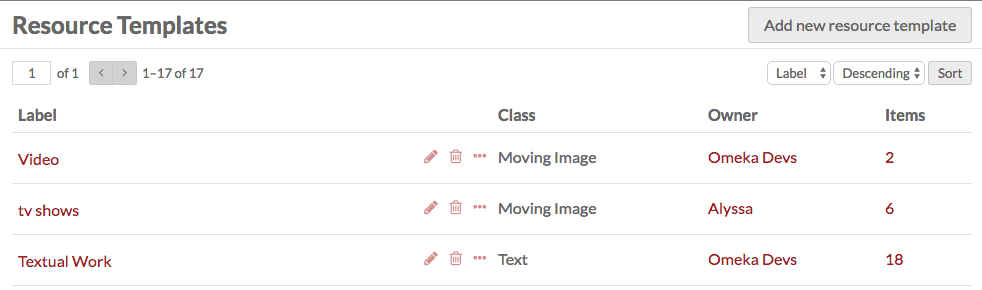 Resource Templates Add new resource template
1 of 1 < > 1–17 of 17 Label Descending Sort
Label Class Owner Items
Video Moving Image Omeka Devs 2
tv shows Moving Image Alyssa 6
Textual Work Text Omeka Devs 18